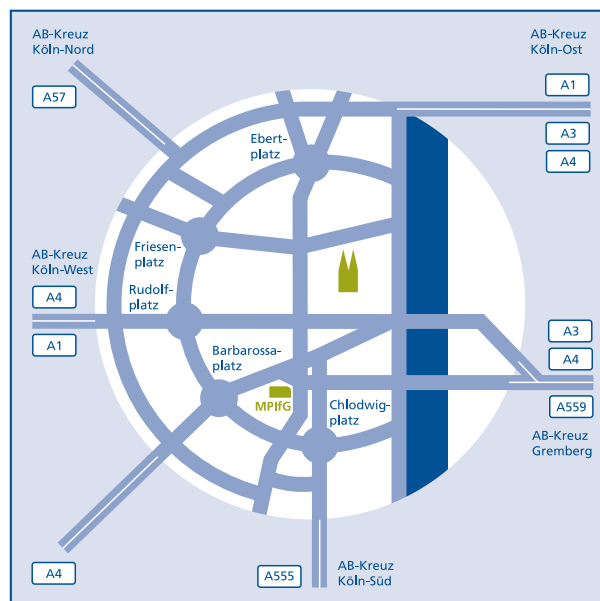 AB-Kreuz
Köln-Nord
A57
AB-Kreuz
Köln-Ost
A1
A3
A4
Ebert-
platz
Friesen-
platz
AB-Kreuz
Köln-West
A4
A1
Rudolf-
platz
Barbarossa-
platz
MPIfG
Chlodwig-
platz
A3
A4
A559
AB-Kreuz
Gremberg
A4
A555
AB-Kreuz
Köln-Süd